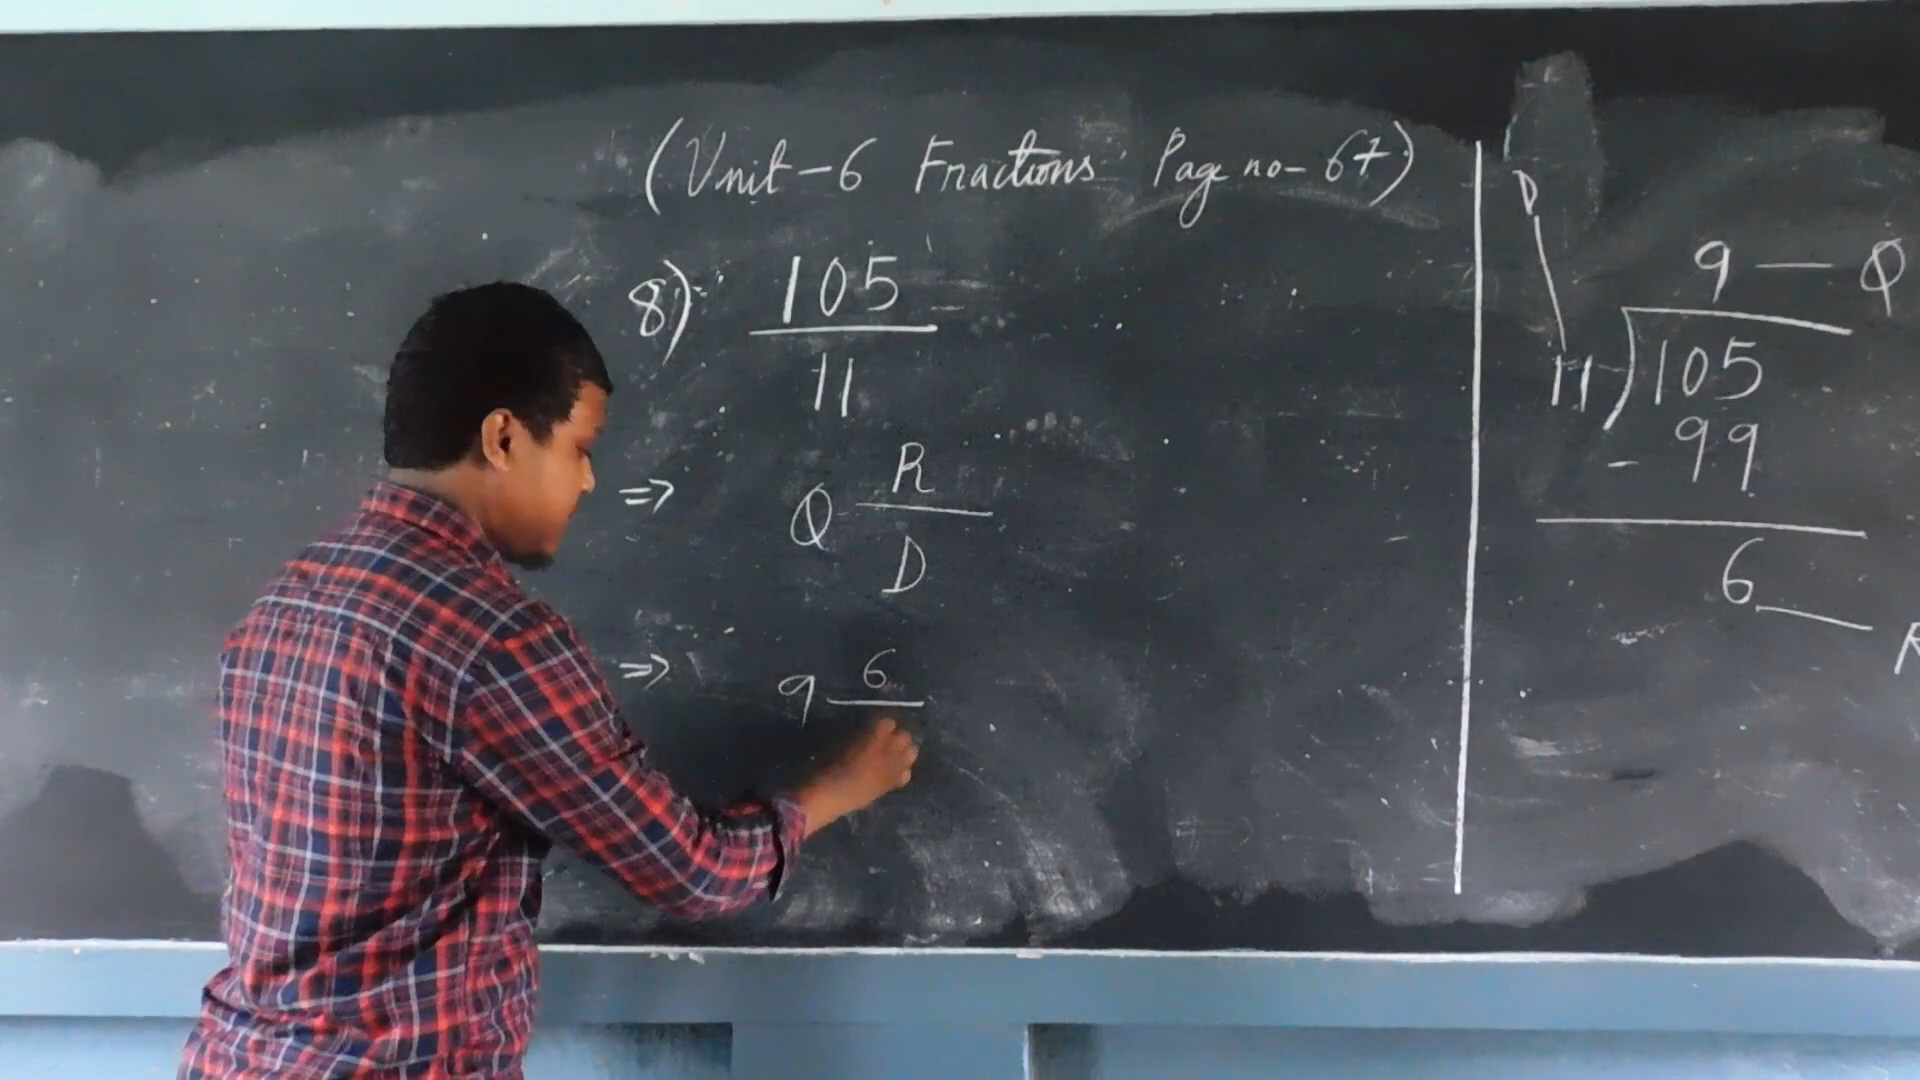 (Unit-6 Fractions Page no-67)
8) 105
11
⇒ Q R
D
⇒ 9 6
D
9 — Q
11) 105
- 99
6 — R